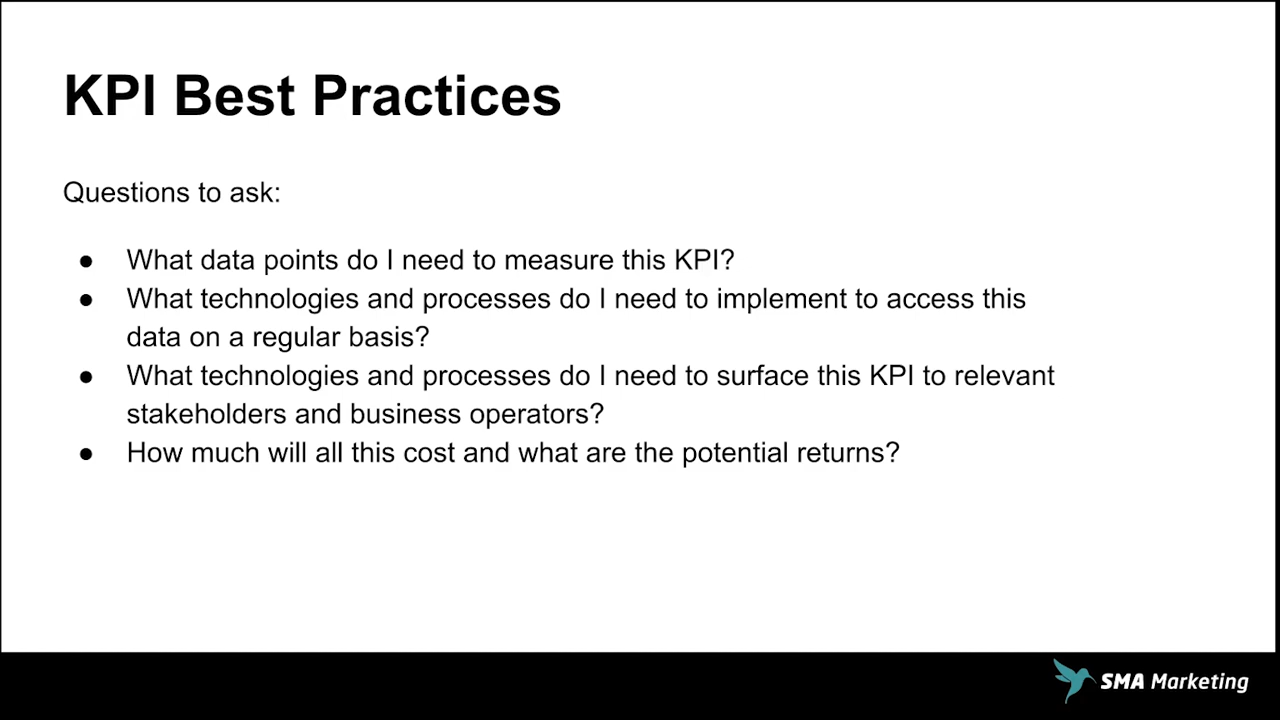 KPI Best Practices
Questions to ask:
● What data points do I need to measure this KPI?
● What technologies and processes do I need to implement to access this
data on a regular basis?
● What technologies and processes do I need to surface this KPI to relevant
stakeholders and business operators?
● How much will all this cost and what are the potential returns?
SMA Marketing